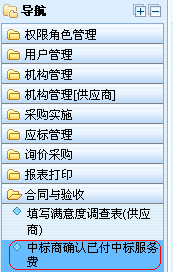 导航
权限角色管理
用户管理
机构管理
机构管理[供应商]
采购实施
应标管理
询价采购
报表打印
合同与验收
填写满意度调查表(供应
商)
中标商确认已付中标服务
费